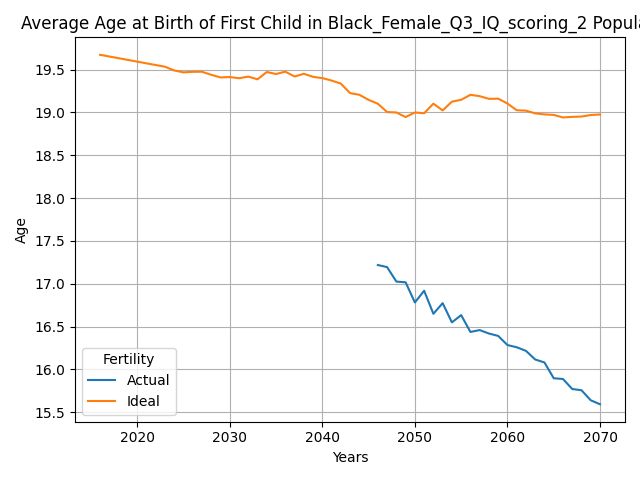 Average Age at Birth of First Child in Black_Female_Q3_IQ_scoring_2 Popula
Age
19.5
19.0
18.5
18.0
17.5
17.0
16.5
16.0
15.5
Fertility
Actual
Ideal
2020 2030 2040 2050 2060 2070
Years